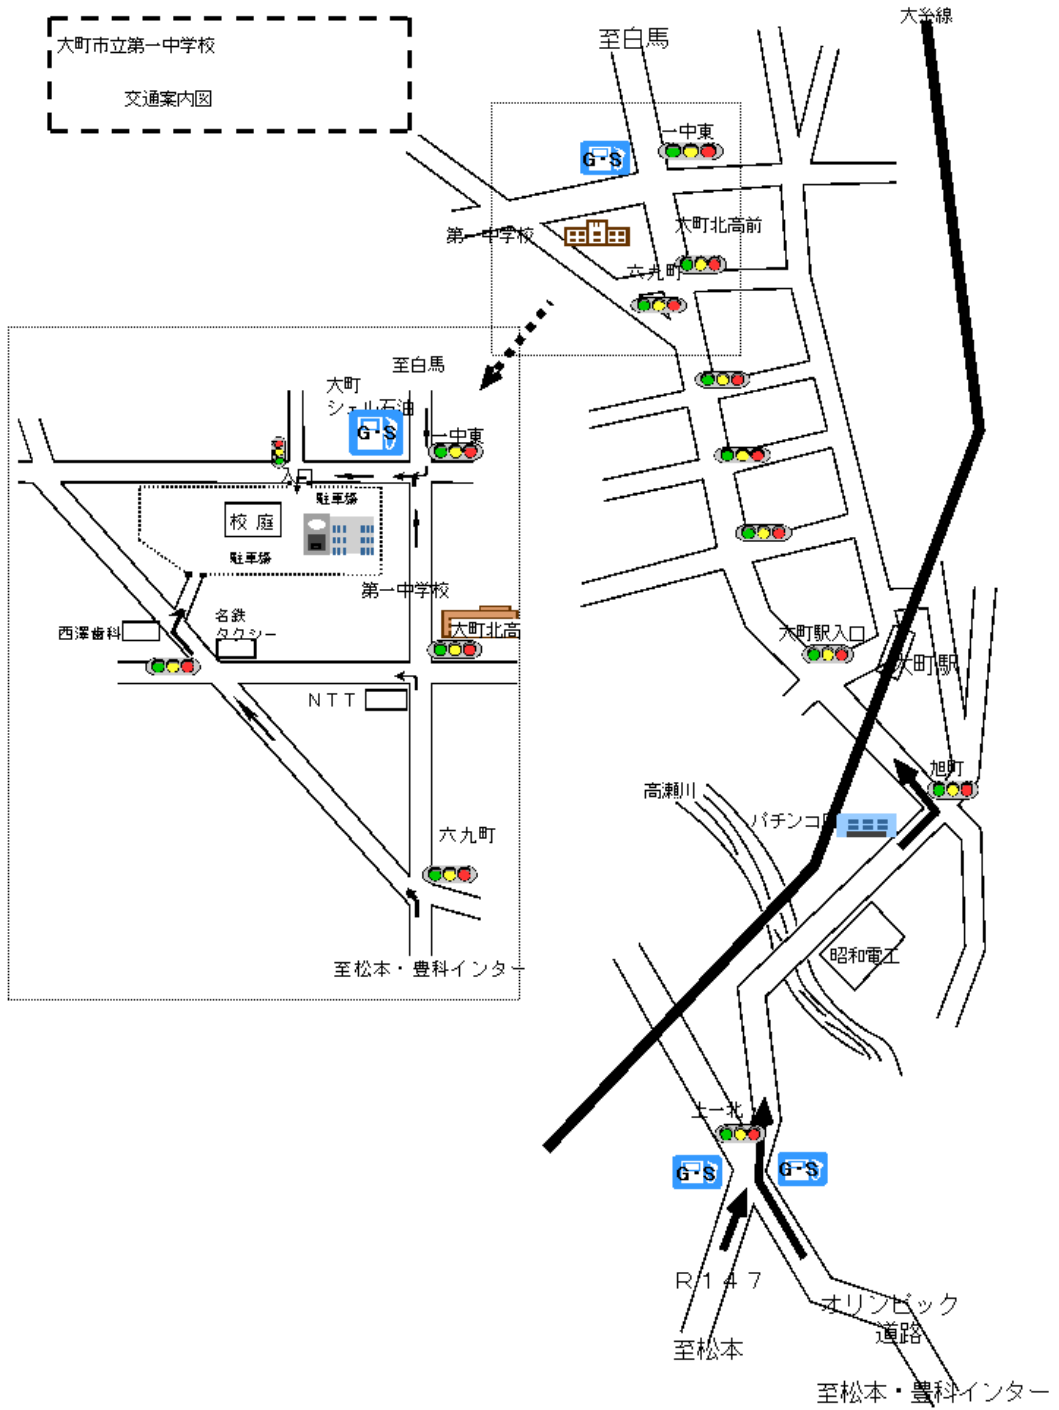 大糸線
大町市立第一中学校
交通案内図
至白馬
一中東
G・S
大町北高前
第一中学校
六九町
至白馬
大町
シェル石油
G・S
一中東
入口
駐車場
校庭
駐車場
第一中学校
名鉄
タクシー
西澤歯科
大町北高
大町駅入口
大町駅
NTT
旭町
高瀬川
パチンコ
六九町
昭和電工
至松本・豊科インター
上一北
G・S
G・S
R147
オリンピック
道路
至松本
至松本・豊科インター